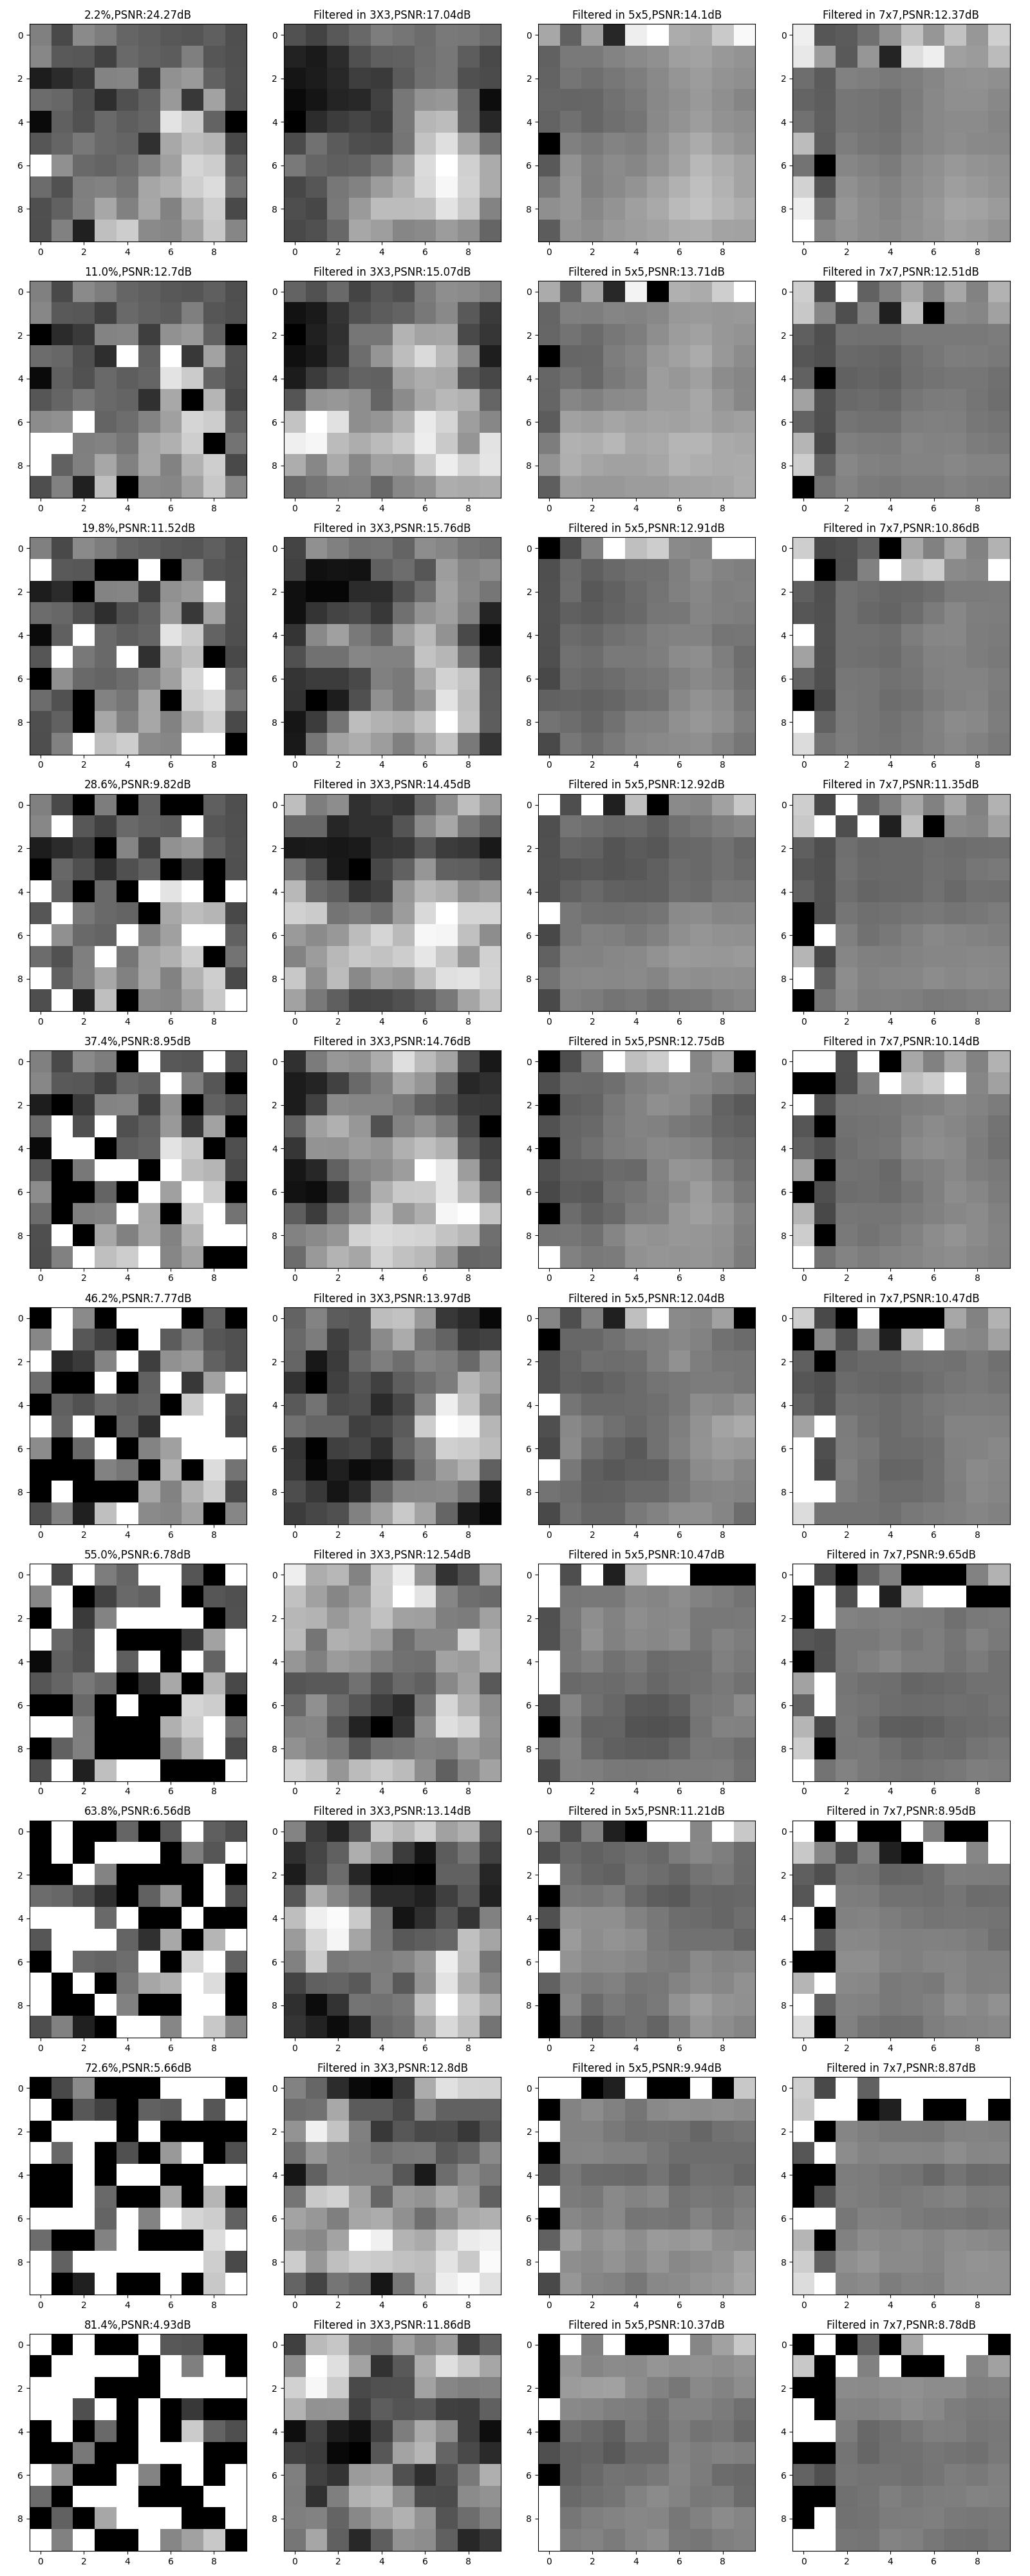 2.2%,PSNR:24.27dB Filtered in 3X3,PSNR:17.04dB Filtered in 5x5,PSNR:14.1dB Filtered in 7x7,PSNR:12.37dB
0 0 0 0
2 2 2 2
4 4 4 4
6 6 6 6
8 8 8 8
0 2 4 6 8 0 2 4 6 8 0 2 4 6 8 0 2 4 6 8
11.0%,PSNR:12.7dB Filtered in 3X3,PSNR:15.07dB Filtered in 5x5,PSNR:13.71dB Filtered in 7x7,PSNR:12.51dB
0 0 0 0
2 2 2 2
4 4 4 4
6 6 6 6
8 8 8 8
0 2 4 6 8 0 2 4 6 8 0 2 4 6 8 0 2 4 6 8
19.8%,PSNR:11.52dB Filtered in 3X3,PSNR:15.76dB Filtered in 5x5,PSNR:12.91dB Filtered in 7x7,PSNR:10.86dB
0 0 0 0
2 2 2 2
4 4 4 4
6 6 6 6
8 8 8 8
0 2 4 6 8 0 2 4 6 8 0 2 4 6 8 0 2 4 6 8
28.6%,PSNR:9.82dB Filtered in 3X3,PSNR:14.45dB Filtered in 5x5,PSNR:12.92dB Filtered in 7x7,PSNR:11.35dB
0 0 0 0
2 2 2 2
4 4 4 4
6 6 6 6
8 8 8 8
0 2 4 6 8 0 2 4 6 8 0 2 4 6 8 0 2 4 6 8
37.4%,PSNR:8.95dB Filtered in 3X3,PSNR:14.76dB Filtered in 5x5,PSNR:12.75dB Filtered in 7x7,PSNR:10.14dB
0 0 0 0
2 2 2 2
4 4 4 4
6 6 6 6
8 8 8 8
0 2 4 6 8 0 2 4 6 8 0 2 4 6 8 0 2 4 6 8
46.2%,PSNR:7.77dB Filtered in 3X3,PSNR:13.97dB Filtered in 5x5,PSNR:12.04dB Filtered in 7x7,PSNR:10.47dB
0 0 0 0
2 2 2 2
4 4 4 4
6 6 6 6
8 8 8 8
0 2 4 6 8 0 2 4 6 8 0 2 4 6 8 0 2 4 6 8
55.0%,PSNR:6.78dB Filtered in 3X3,PSNR:12.54dB Filtered in 5x5,PSNR:10.47dB Filtered in 7x7,PSNR:9.65dB
0 0 0 0
2 2 2 2
4 4 4 4
6 6 6 6
8 8 8 8
0 2 4 6 8 0 2 4 6 8 0 2 4 6 8 0 2 4 6 8
63.8%,PSNR:6.56dB Filtered in 3X3,PSNR:13.14dB Filtered in 5x5,PSNR:11.21dB Filtered in 7x7,PSNR:8.95dB
0 0 0 0
2 2 2 2
4 4 4 4
6 6 6 6
8 8 8 8
0 2 4 6 8 0 2 4 6 8 0 2 4 6 8 0 2 4 6 8
72.6%,PSNR:5.66dB Filtered in 3X3,PSNR:12.8dB Filtered in 5x5,PSNR:9.94dB Filtered in 7x7,PSNR:8.87dB
0 0 0 0
2 2 2 2
4 4 4 4
6 6 6 6
8 8 8 8
0 2 4 6 8 0 2 4 6 8 0 2 4 6 8 0 2 4 6 8
81.4%,PSNR:4.93dB Filtered in 3X3,PSNR:11.86dB Filtered in 5x5,PSNR:10.37dB Filtered in 7x7,PSNR:8.78dB
0 0 0 0
2 2 2 2
4 4 4 4
6 6 6 6
8 8 8 8
0 2 4 6 8 0 2 4 6 8 0 2 4 6 8 0 2 4 6 8